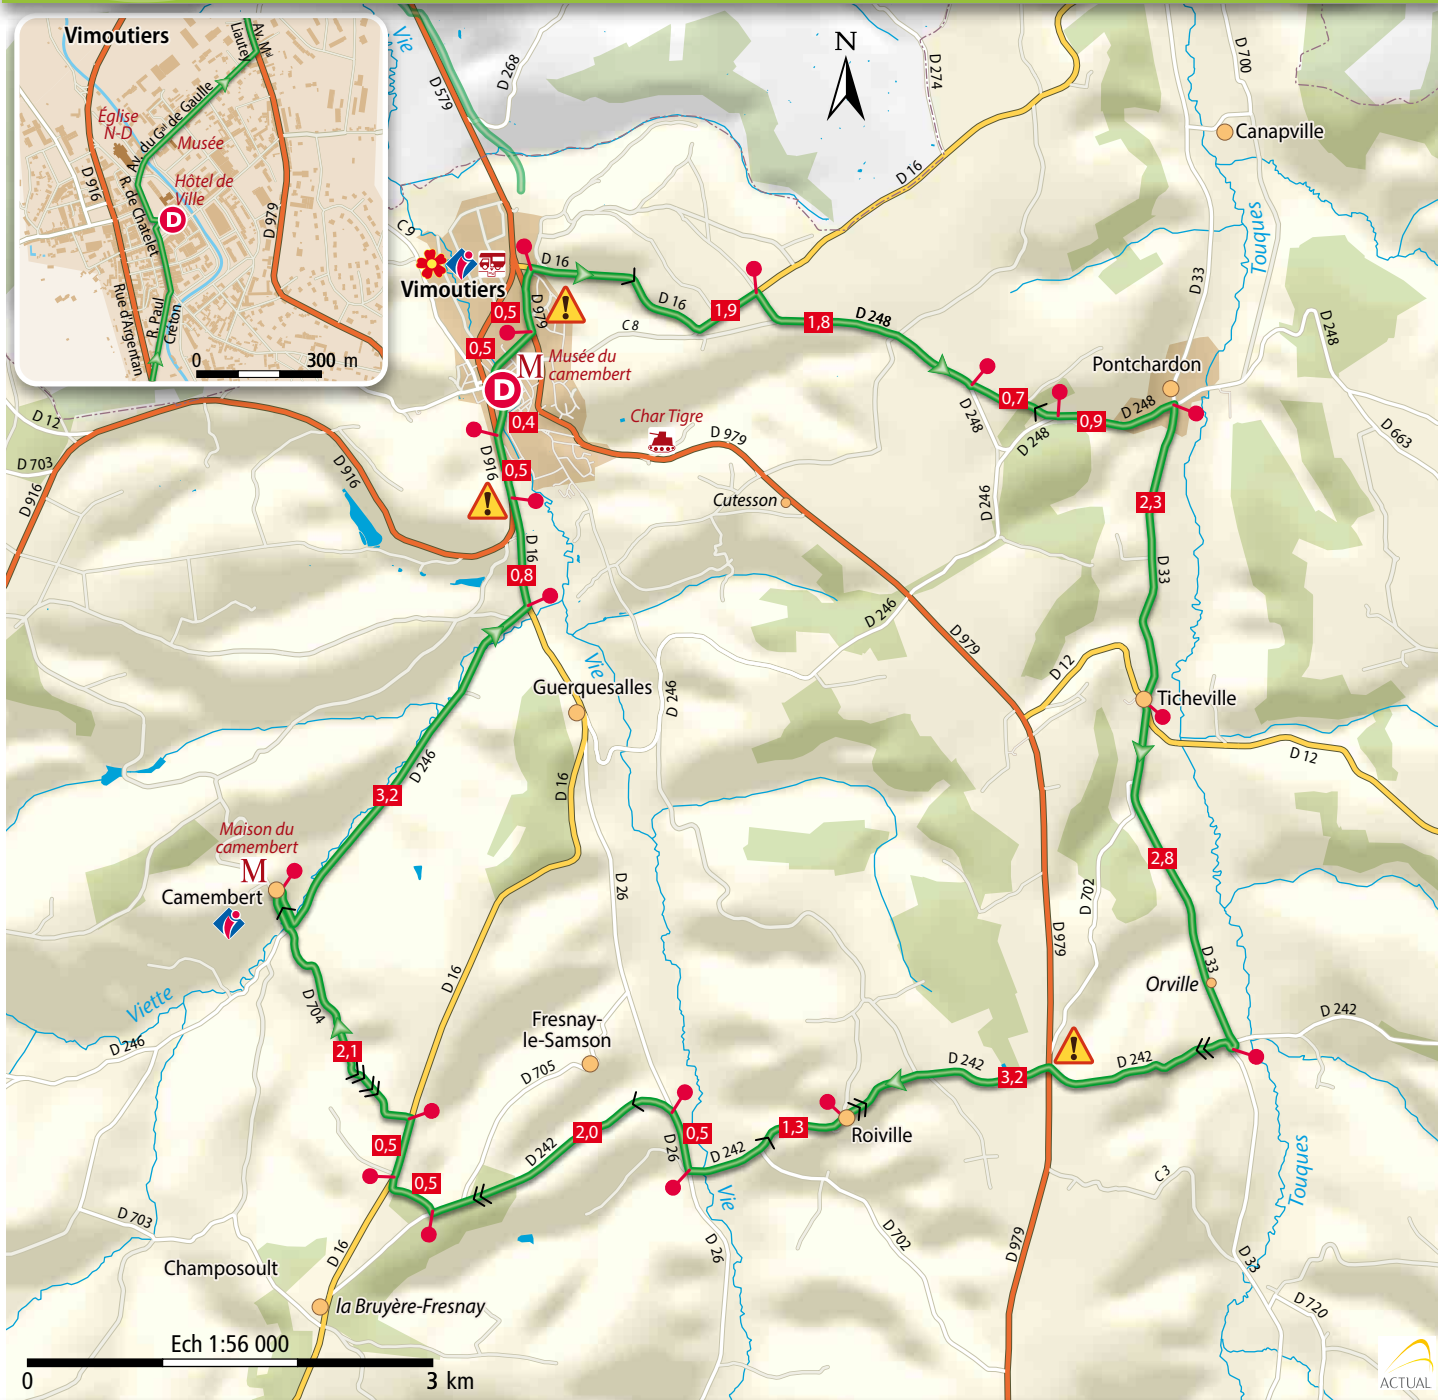 Vimoutiers
Av. Mal
Liautey
Église
N-D
Av. du Gal de Gaulle
Musée
Hôtel de
Ville
D 916
R. de Chatelet
D
D 979
Rue d'Argentan
R. Paul
Créton
0 300 m
Vie
D 579
D 268
N
D 274
D 700
Canapville
D 16
C 9
Touques
D 33
Vimoutiers
D 16
D 16
1,9
0,5
D 979
C 8
1,8
D 248
D 248
0,5
M
Musée du
camembert
Pontchardon
D
0,7
D 248
D 248
D 248
0,9
0,4
Char Tigre
D 979
D 12
D 663
D 703
D 916
D 916
D 916
0,5
Cutesson
D 246
2,3
D 16
0,8
D 33
D 246
D 979
Vie
D 12
Guerquesalles
D 246
Ticheville
D 12
D 246
3,2
D 16
Maison du
camembert
M
Camembert
D 26
2,8
D 702
D 979
D 16
D 33
Viette
D 704
Orville
Fresnay-
le-Samson
D 242
D 246
2,1
D 705
D 242
3,2
D 242
0,5
2,0
D 242
0,5
D 26
D 242
1,3
Roiville
0,5
Vie
C 3
Touques
D 703
D 16
D 26
D 702
D 979
D 33
Champosoult
la Bruyère-Fresnay
D 720
Ech 1:56 000
0 3 km
ACTUAL